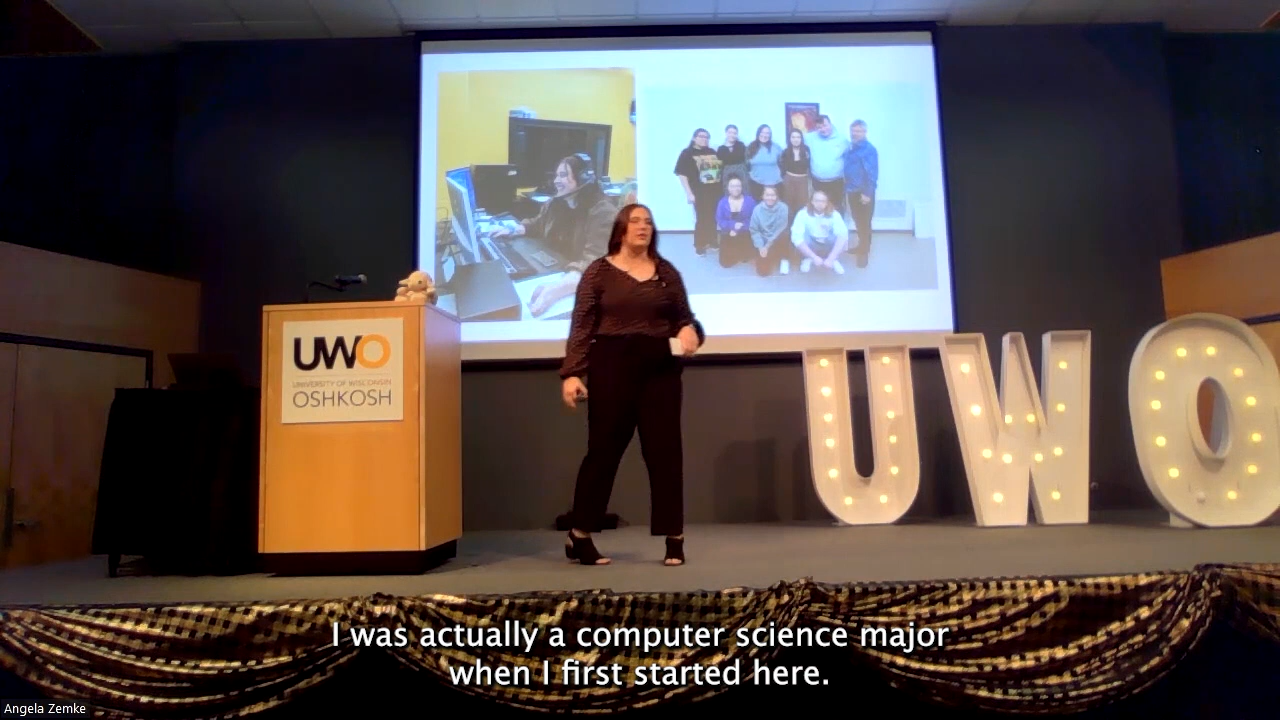 UWO
UNIVERSITY OF WISCONSIN
OSHKOSH
UWO
I was actually a computer science major
when I first started here.
Angela Zemke